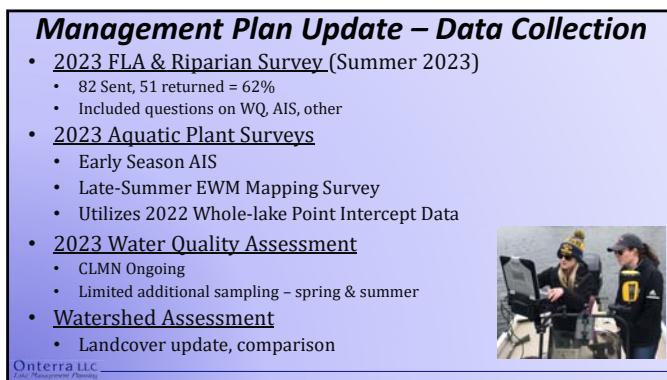 Management Plan Update – Data Collection
• 2023 FLA & Riparian Survey (Summer 2023)
• 82 Sent, 51 returned = 62%
• Included questions on WQ, AIS, other
• 2023 Aquatic Plant Surveys
• Early Season AIS
• Late-Summer EWM Mapping Survey
• Utilizes 2022 Whole-lake Point Intercept Data
• 2023 Water Quality Assessment
• CLMN Ongoing
• Limited additional sampling – spring & summer
• Watershed Assessment
• Landcover update, comparison
Onterra LLC
Lake Management Planning